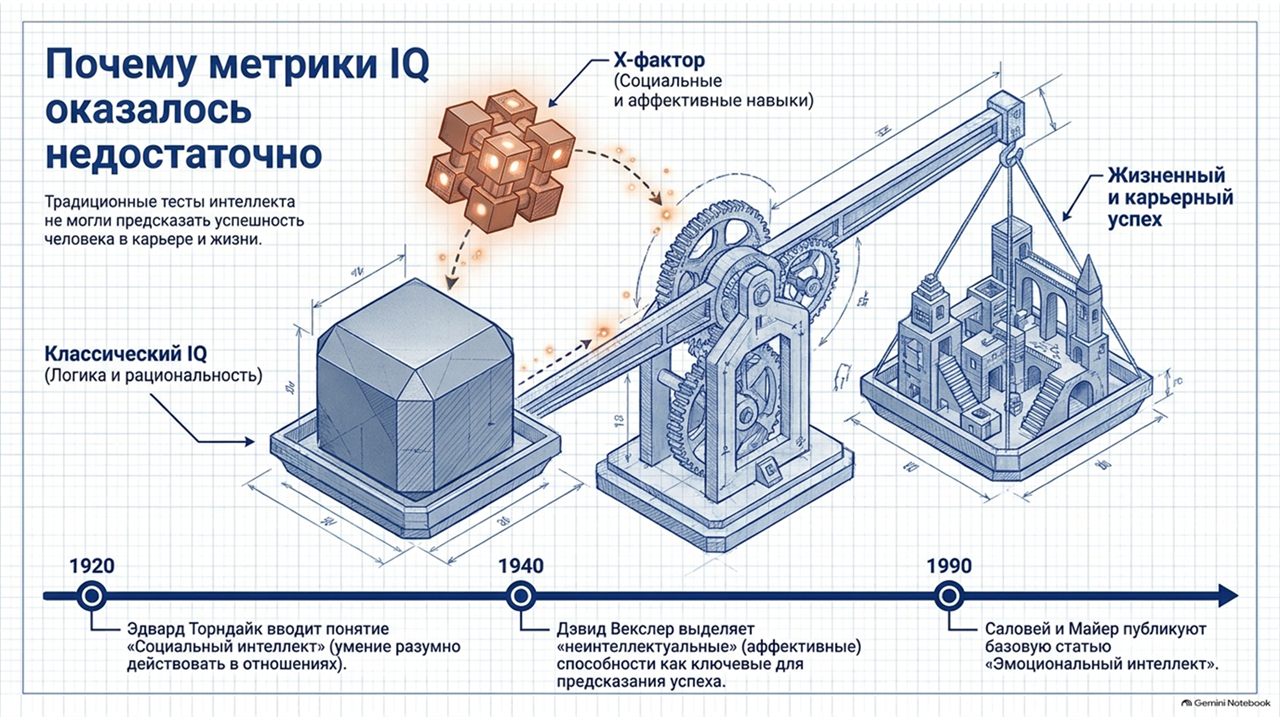 Почему метрики IQ
оказалось
недостаточно
Традиционные тесты интеллекта
не могли предсказать успешность
человека в карьере и жизни.
X-фактор
(Социальные
и аффективные навыки)
Жизненный
и карьерный
успех
Классический IQ
(Логика и рациональность)
1920
Эдвард Торндайк вводит понятие
«Социальный интеллект» (умение разумно
действовать в отношениях).
1940
Дэвид Векслер выделяет
«неинтеллектуальные» (аффективные)
способности как ключевые для
предсказания успеха.
1990
Саловей и Майер публикуют
базовую статью
«Эмоциональный интеллект».
Gemini Notebook